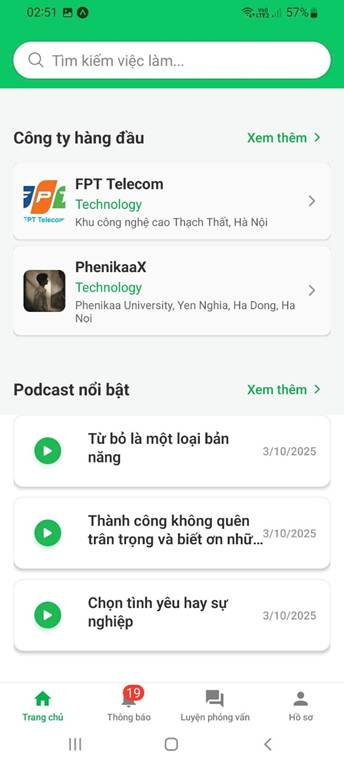 02:51
57%
Tìm kiếm việc làm...
Công ty hàng đầu
Xem thêm
FPT
FPT Telecom
FPT Telecom
Technology
Khu công nghệ cao Thạch Thất, Hà Nội
PhenikaaX
Technology
Phenikaa University, Yen Nghia, Ha Dong, Ha
Noi
Podcast nổi bật
Xem thêm
Từ bỏ là một loại bản
năng
3/10/2025
Thành công không quên
trân trọng và biết ơn nhữ...
3/10/2025
Chọn tình yêu hay sự
nghiệp
3/10/2025
19
Trang chủ
Thông báo
Luyện phỏng vấn
Hồ sơ